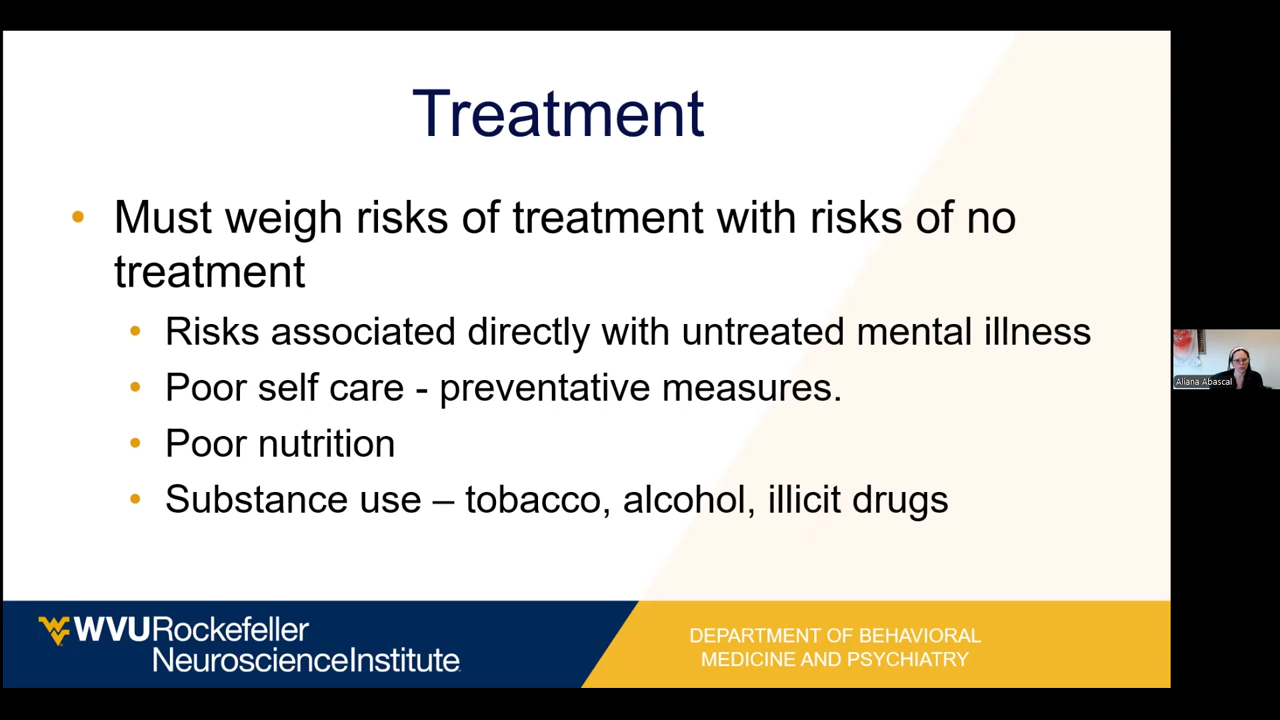 Treatment
• Must weigh risks of treatment with risks of no
treatment
• Risks associated directly with untreated mental illness
• Poor self care - preventative measures.
• Poor nutrition
• Substance use – tobacco, alcohol, illicit drugs
Aliana Abascal
WVURockefeller
NeuroscienceInstitute
DEPARTMENT OF BEHAVIORAL
MEDICINE AND PSYCHIATRY